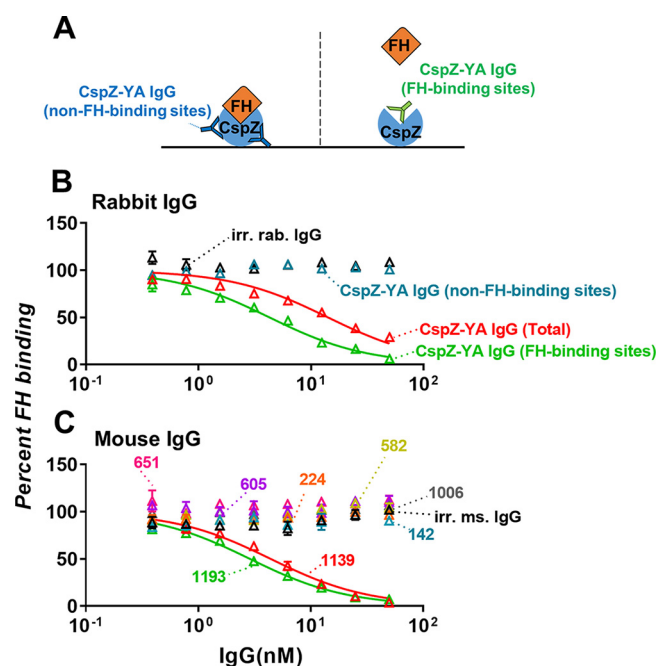 A
CspZ-YA IgG
(non-FH-binding sites)
FH
CspZ
FH
CspZ-YA IgG
(FH-binding sites)
CspZ
B
Rabbit IgG
150
100
50
0
irr. rab. IgG
CspZ-YA IgG (non-FH-binding sites)
CspZ-YA IgG (Total)
CspZ-YA IgG (FH-binding sites)
10-1
100
101
102
Percent FH binding
C
Mouse IgG
150
100
50
0
651
605
224
582
1006
irr. ms. IgG
142
1139
1193
10-1
100
101
102
IgG(nM)